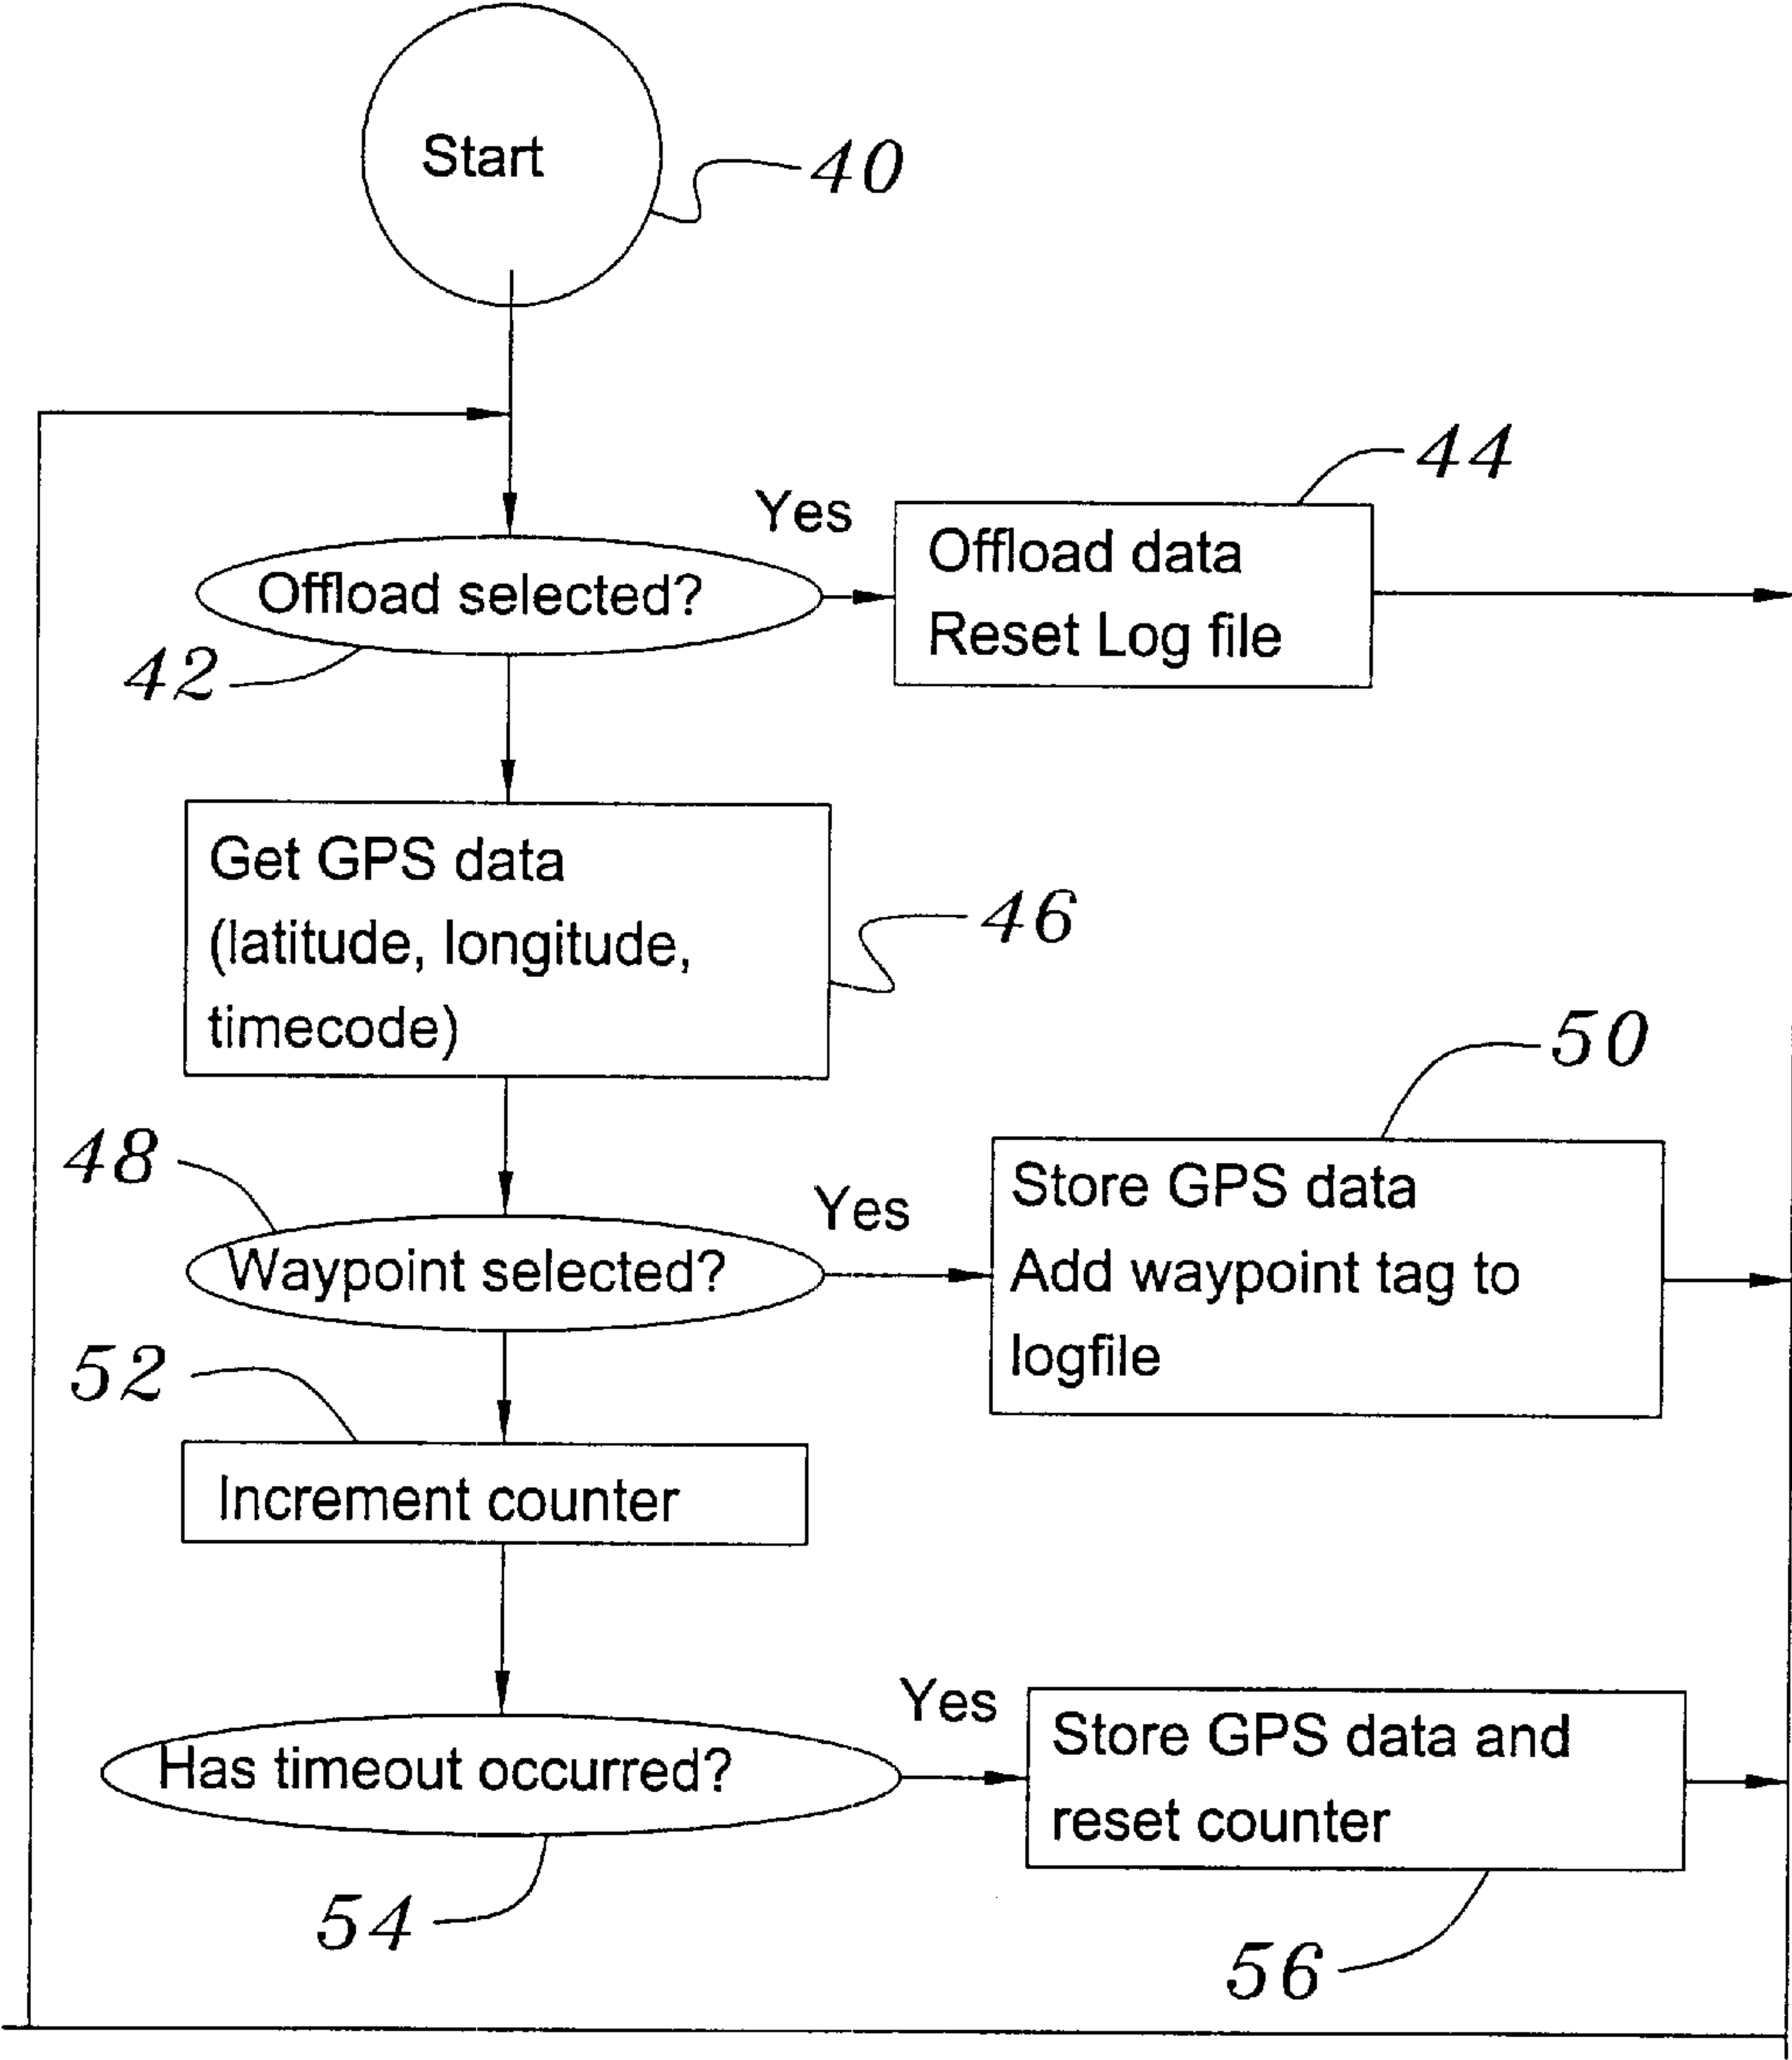 Start
40
44
Yes
Offload data
Offload selected?
Reset Log file
42
Get GPS data
46
(latitude, longitude,
timecode)
50
48
Yes
Store GPS data
Waypoint selected?
Add waypoint tag to
logfile
52
Increment counter
Yes
Store GPS data and
Has timeout occurred?
reset counter
54
56